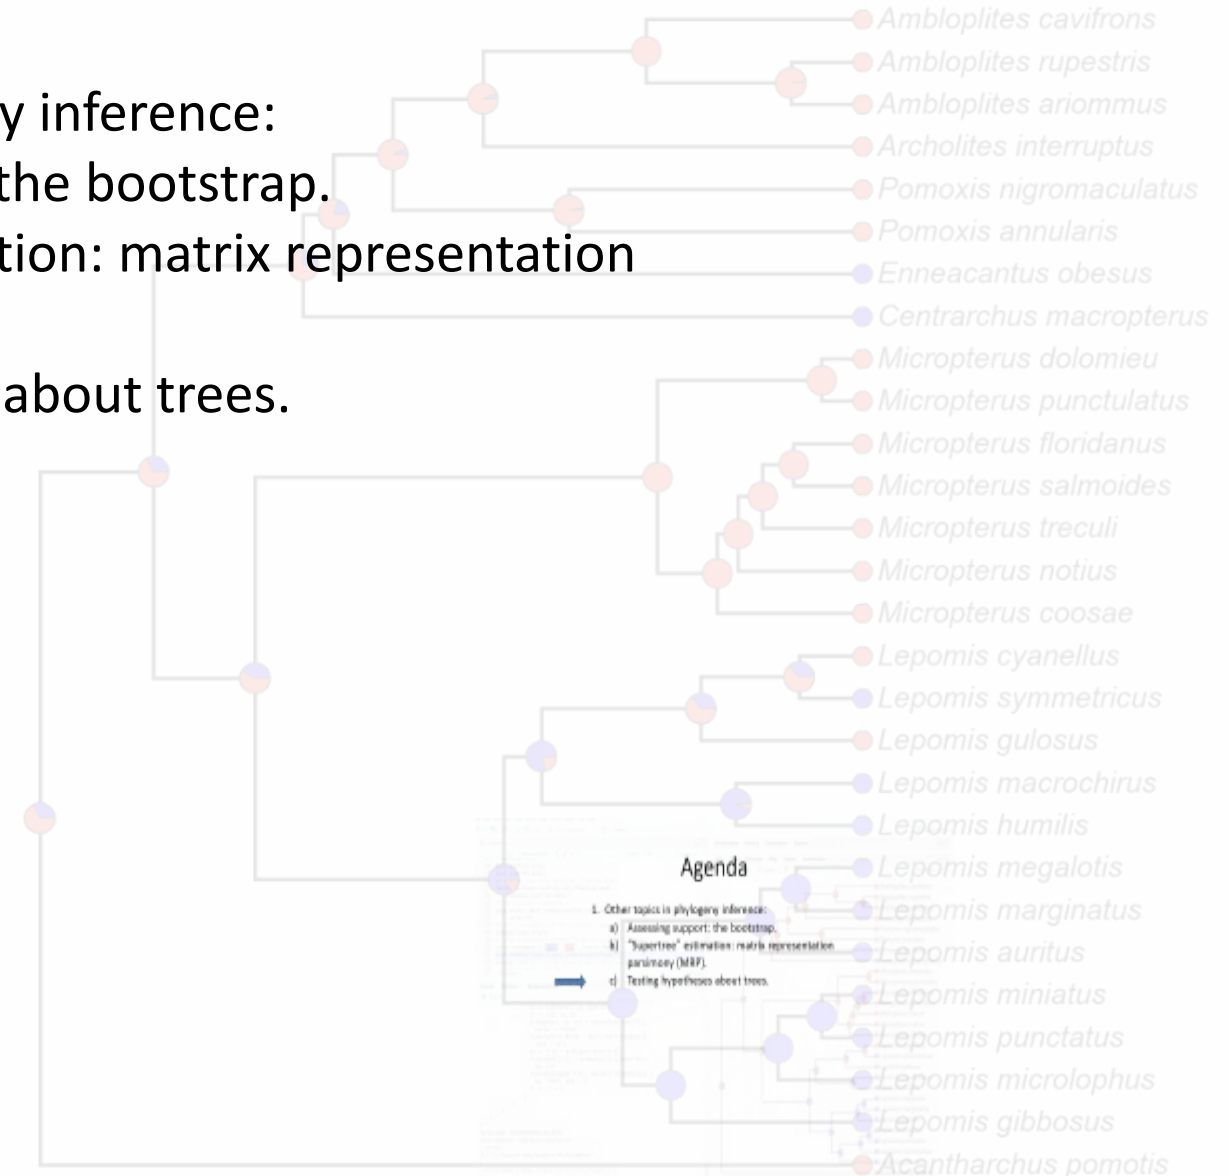 y inference:
the bootstrap.
tion: matrix representation
about trees.
Ambloplites cavifrons
Ambloplites rupestris
Ambloplites ariommus
Archolites interruptus
Pomoxis nigromaculatus
Pomoxis annularis
Enneacantus obesus
Centrarchus macropterus
Micropterus dolomieu
Micropterus punctulatus
Micropterus floridanus
Micropterus salmoides
Micropterus treculi
Micropterus notius
Micropterus coosae
Lepomis cyanellus
Lepomis symmetricus
Lepomis gulosus
Lepomis macrochirus
Lepomis humilis
Lepomis megalotis
Lepomis marginatus
Lepomis auritus
Lepomis miniatus
Lepomis punctatus
Lepomis microlophus
Lepomis gibbosus
Acantharchus pomotis
Agenda
1. Other topics in phylogeny inference:
a) Assessing support: the bootstrap.
b) "Supertree" estimation: matrix representation
parsimony (MRP).
c) Testing hypotheses about trees.